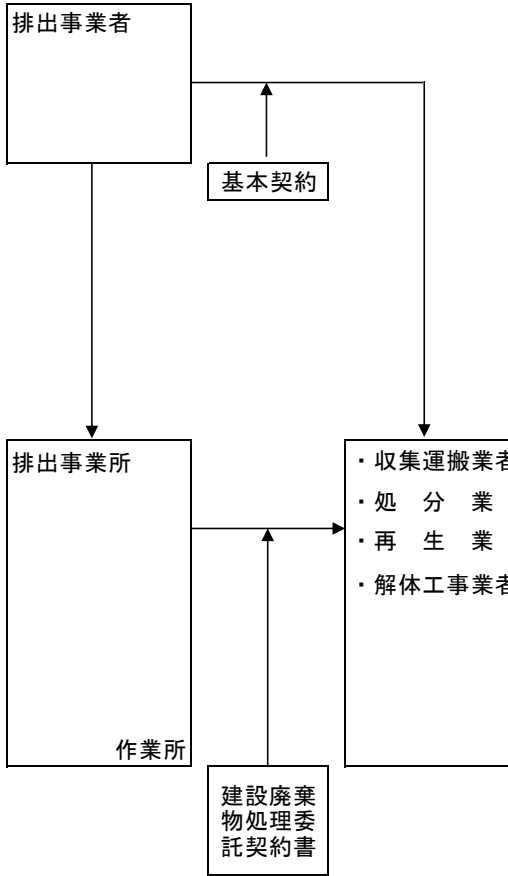 排出事業者
基本契約
排出事業所
作業所
・収集運搬業者
・処　分　業
・再　生　業
・解体工事業者
建設廃棄
物処理委
託契約書